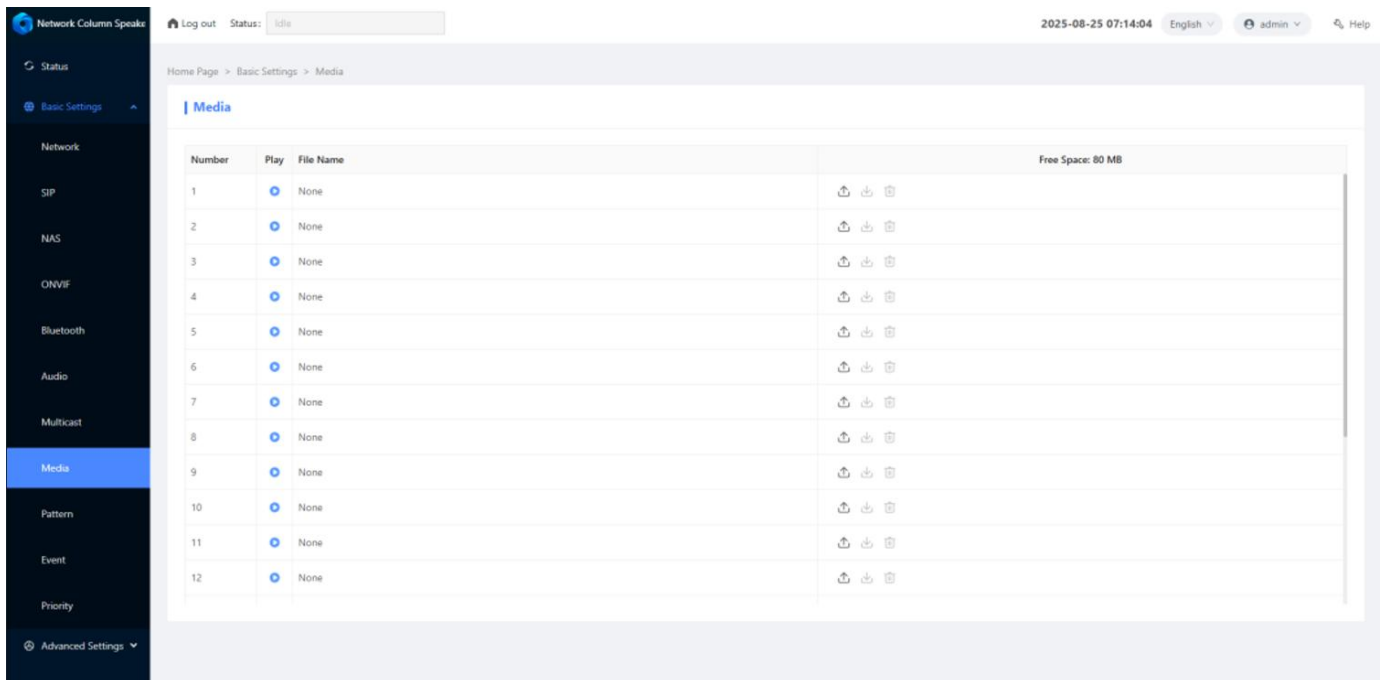 Network Column Speake
Log out Status: Idle
2025-08-25 07:14:04 English admin Help
Status
Basic Settings
Network
SIP
NAS
ONVIF
Bluetooth
Audio
Multicast
Media
Pattern
Event
Priority
Advanced Settings
Home Page > Basic Settings > Media
Media
Number Play File Name Free Space: 80 MB
1 None
2 None
3 None
4 None
5 None
6 None
7 None
8 None
9 None
10 None
11 None
12 None